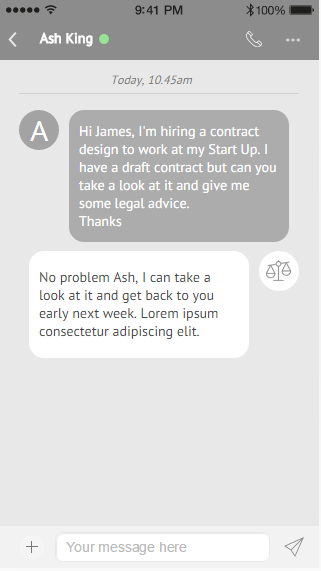 9:41 PM
100%
Ash King
Today, 10.45am
A
Hi James, I'm hiring a contract
design to work at my Start Up. I
have a draft contract but can you
take a look at it and give me
some legal advice.
Thanks
No problem Ash, I can take a
look at it and get back to you
early next week. Lorem ipsum
consectetur adipiscing elit.
Your message here